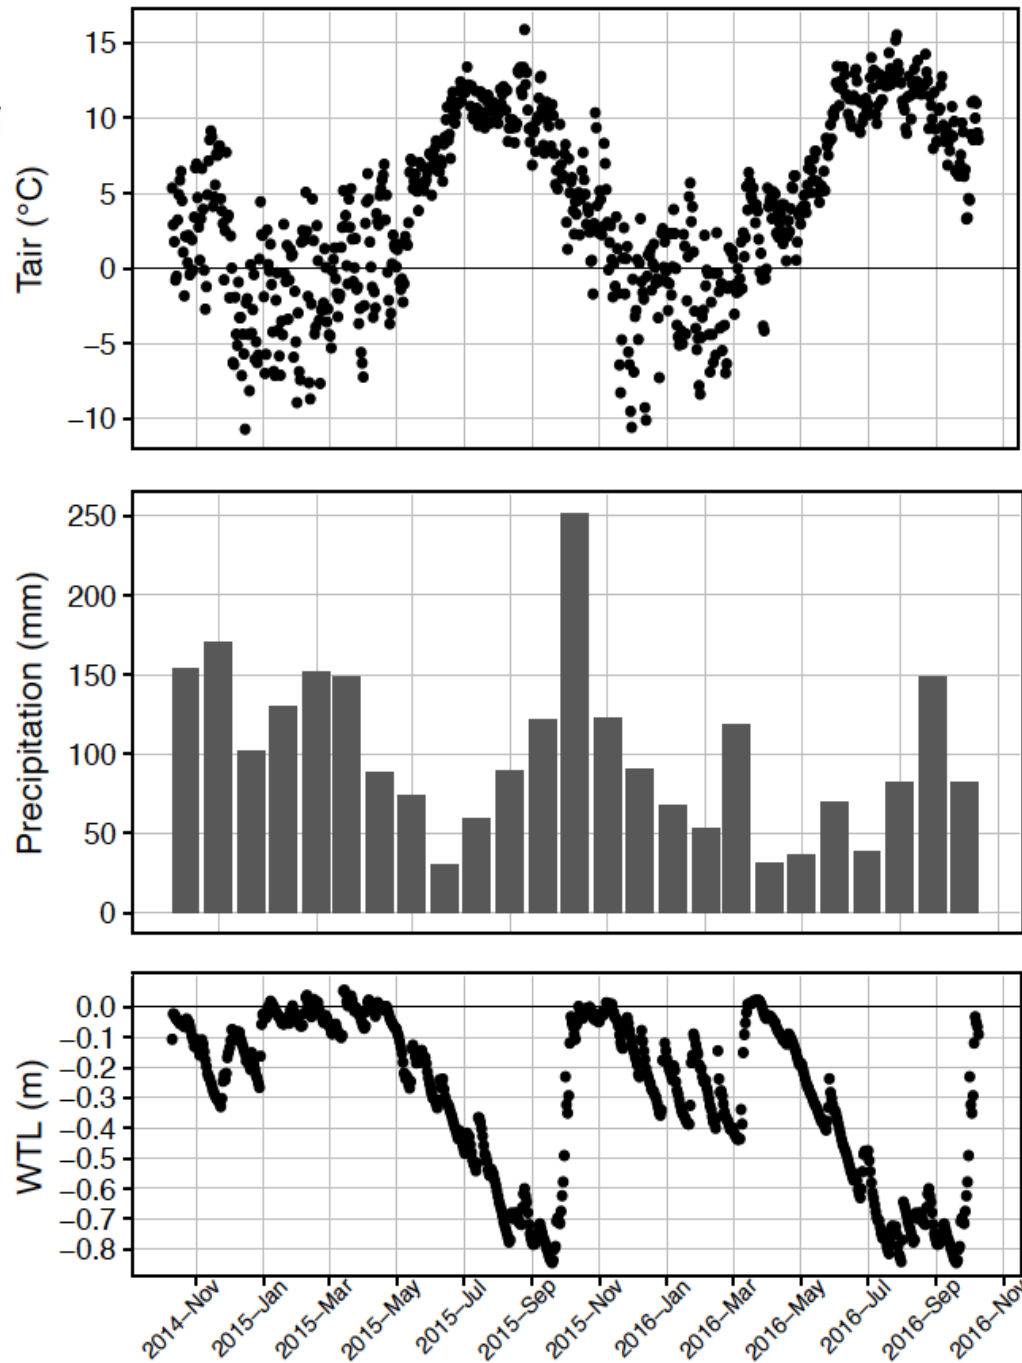 Tair (°C)
15
10
5
0
−5
−10
Precipitation (mm)
250
200
150
100
50
0
WTL (m)
0.0
−0.1
−0.2
−0.3
−0.4
−0.5
−0.6
−0.7
−0.8
2014−Nov
2015−Jan
2015−Mar
2015−May
2015−Jul
2015−Sep
2015−Nov
2016−Jan
2016−Mar
2016−May
2016−Jul
2016−Sep
2016−Nov